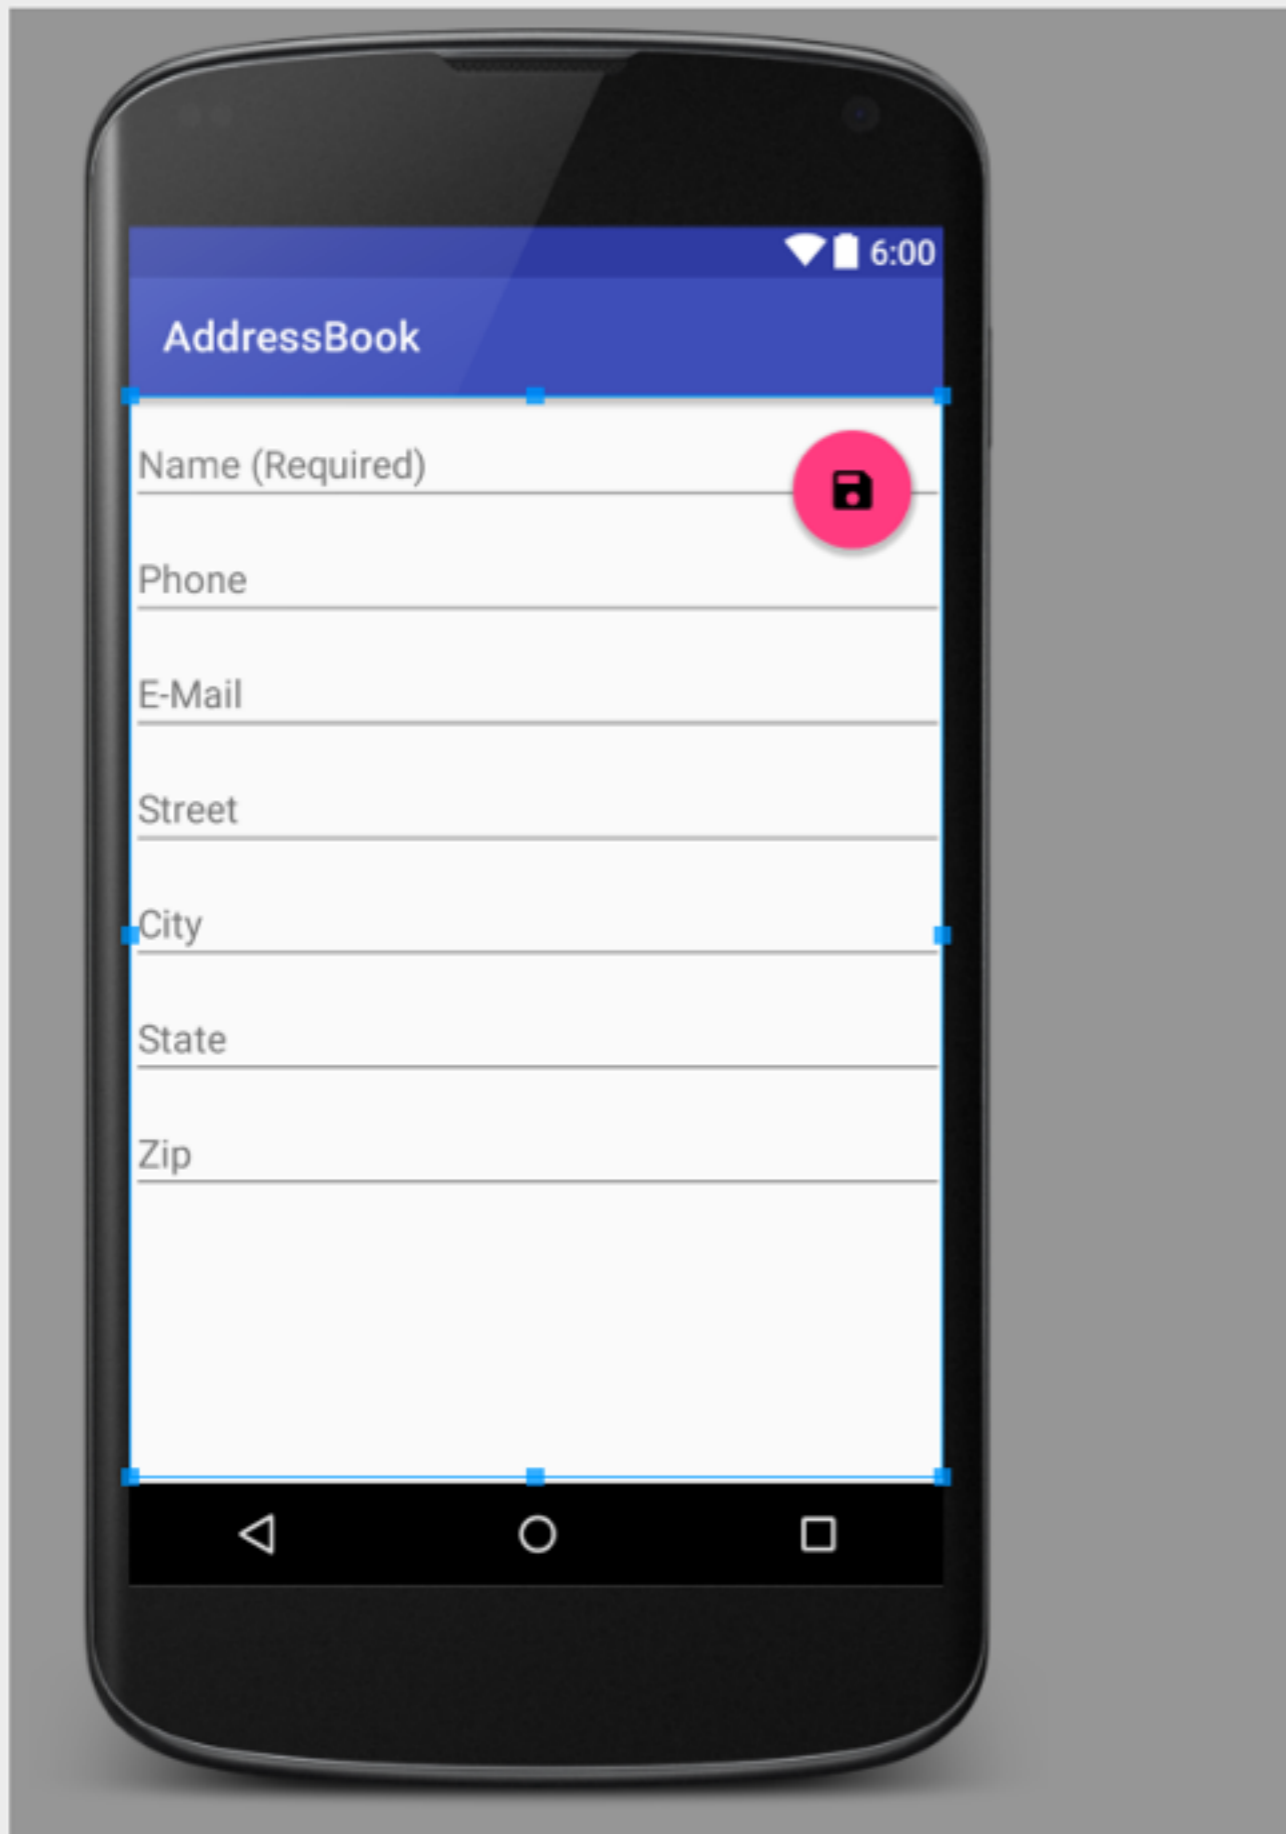 6:00
AddressBook
Name (Required)
Phone
E-Mail
Street
City
State
Zip